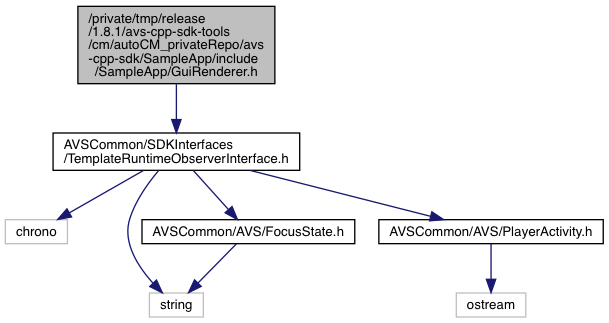 /private/tmp/release
/1.8.1/avs-cpp-sdk-tools
/cm/autoCM_privateRepo/avs
-cpp-sdk/SampleApp/include
/SampleApp/GuiRenderer.h
AVSCommon/SDKInterfaces
/TemplateRuntimeObserverInterface.h
chrono
AVSCommon/AVS/FocusState.h
AVSCommon/AVS/PlayerActivity.h
string
ostream